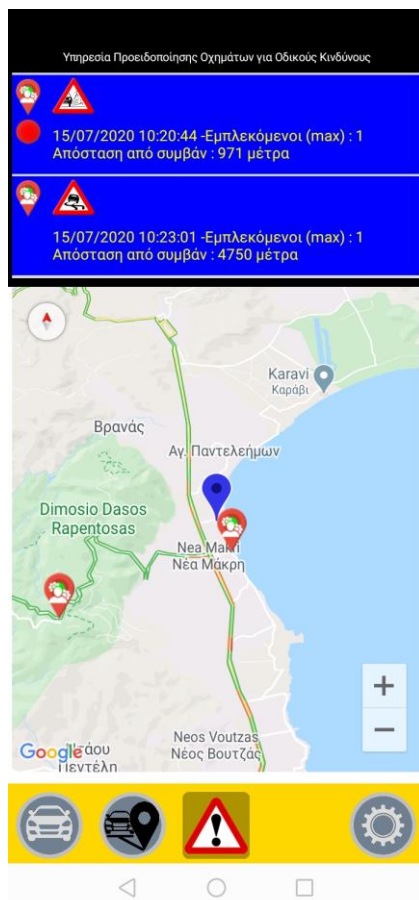 Υπηρεσία Προειδοποίησης Οχημάτων για Οδικούς Κινδύνους
15/07/2020 10:20:44 -Εμπλεκόμενοι (max) : 1
Απόσταση από συμβάν : 971 μέτρα
15/07/2020 10:23:01 -Εμπλεκόμενοι (max) : 1
Απόσταση από συμβάν : 4750 μέτρα
Karavi
Καράβι
Βρανάς
Αγ. Παντελεήμων
Dimosio Dasos
Rapentosas
Nea Makri
Νέα Μάκρη
+
−
Neos Voutzas
Νέος Βουτζάς
Google
Πεντέλη